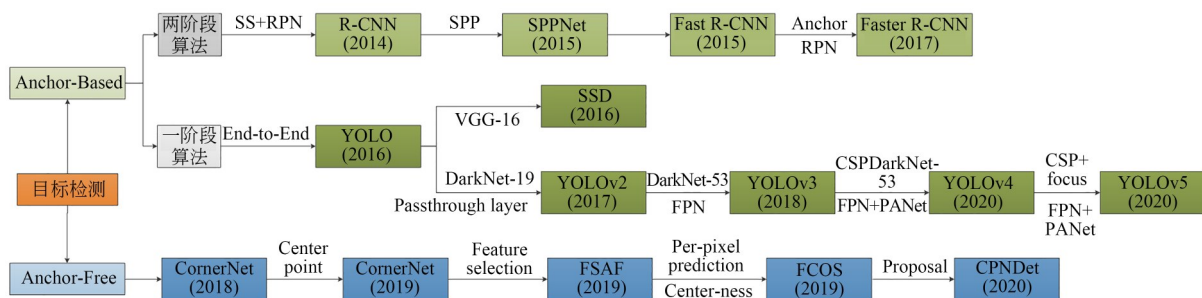 两阶段
算法
SS+RPN
R-CNN
(2014)
SPP
SPPNet
(2015)
Fast R-CNN
(2015)
Anchor
RPN
Faster R-CNN
(2017)
Anchor-Based
一阶段
算法
End-to-End
YOLO
(2016)
VGG-16
SSD
(2016)
DarkNet-19
Passthrough layer
YOLOv2
(2017)
DarkNet-53
FPN
YOLOv3
(2018)
CSPDarkNet-
53
FPN+PANet
YOLOv4
(2020)
CSP+
focus
FPN+
PANet
YOLOv5
(2020)
目标检测
Anchor-Free
CornerNet
(2018)
Center
point
CornerNet
(2019)
Feature
selection
FSAF
(2019)
Per-pixel
prediction
Center-ness
FCOS
(2019)
Proposal
CPNDet
(2020)